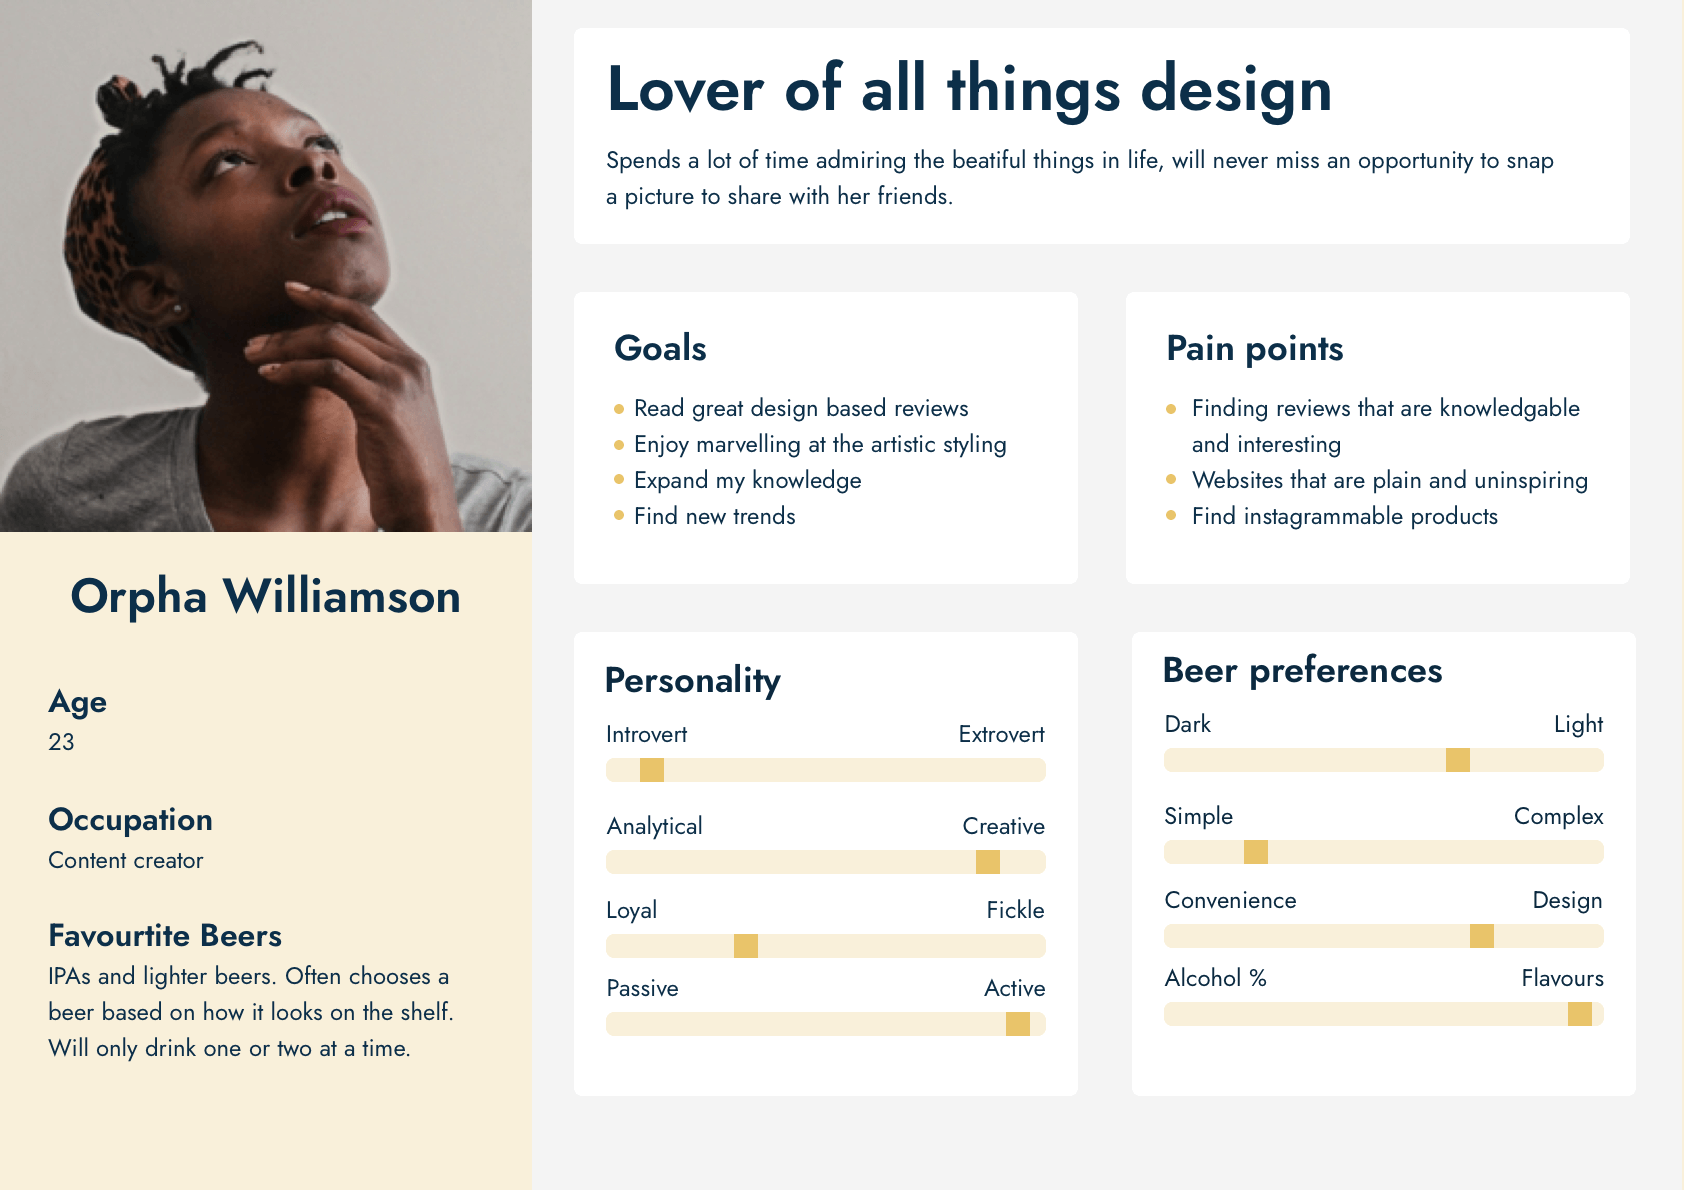 Lover of all things design
Spends a lot of time admiring the beatiful things in life, will never miss an opportunity to snap
a picture to share with her friends.
Goals
Read great design based reviews
Enjoy marvelling at the artistic styling
Expand my knowledge
Find new trends
Pain points
Finding reviews that are knowledgable
and interesting
Websites that are plain and uninspiring
Find instagrammable products
Orpha Williamson
Age
23
Occupation
Content creator
Favourtite Beers
IPAs and lighter beers. Often chooses a
beer based on how it looks on the shelf.
Will only drink one or two at a time.
Personality
Introvert Extrovert
Analytical Creative
Loyal Fickle
Passive Active
Beer preferences
Dark Light
Simple Complex
Convenience Design
Alcohol % Flavours